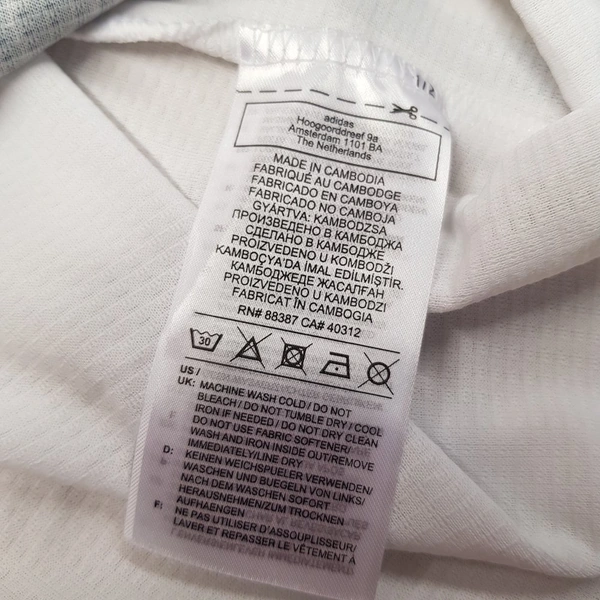 1/2
adidas
Hoogoorddreef 9a
Amsterdam 1101 BA
The Netherlands
MADE IN CAMBODIA
FABRIQUÉ AU CAMBODGE
FABRICADO EN CAMBOYA
FABRICADO NO CAMBOJA
GYÁRTVA: KAMBODZSA
ПРОИЗВЕДЕНО В КАМБОДЖА
СДЕЛАНО В КАМБОДЖЕ
PROIZVEDENO U KOMBODŽI
KAMBOÇYA'DA İMAL EDİLMİŞTİR.
КАМБОДЖЕДЕ ЖАСАЛҒАН
PROIZVEDENO U KAMBODZI
FABRICAT ÎN CAMBOGIA
RN# 88387 CA# 40312
30
US /
UK: MACHINE WASH COLD / DO NOT
BLEACH / DO NOT TUMBLE DRY / COOL
IRON IF NEEDED / DO NOT DRY CLEAN
DO NOT USE FABRIC SOFTENER/
WASH AND IRON INSIDE OUT/REMOVE
IMMEDIATELY/LINE DRY
D: KEINEN WEICHSPUELER VERWENDEN/
WASCHEN UND BUEGELN VON LINKS/
NACH DEM WASCHEN SOFORT
HERAUSNEHMEN/ZUM TROCKNEN
AUFHAENGEN
F: NE PAS UTILISER D'ASSOUPLISSEUR/
LAVER ET REPASSER LE VÊTEMENT À